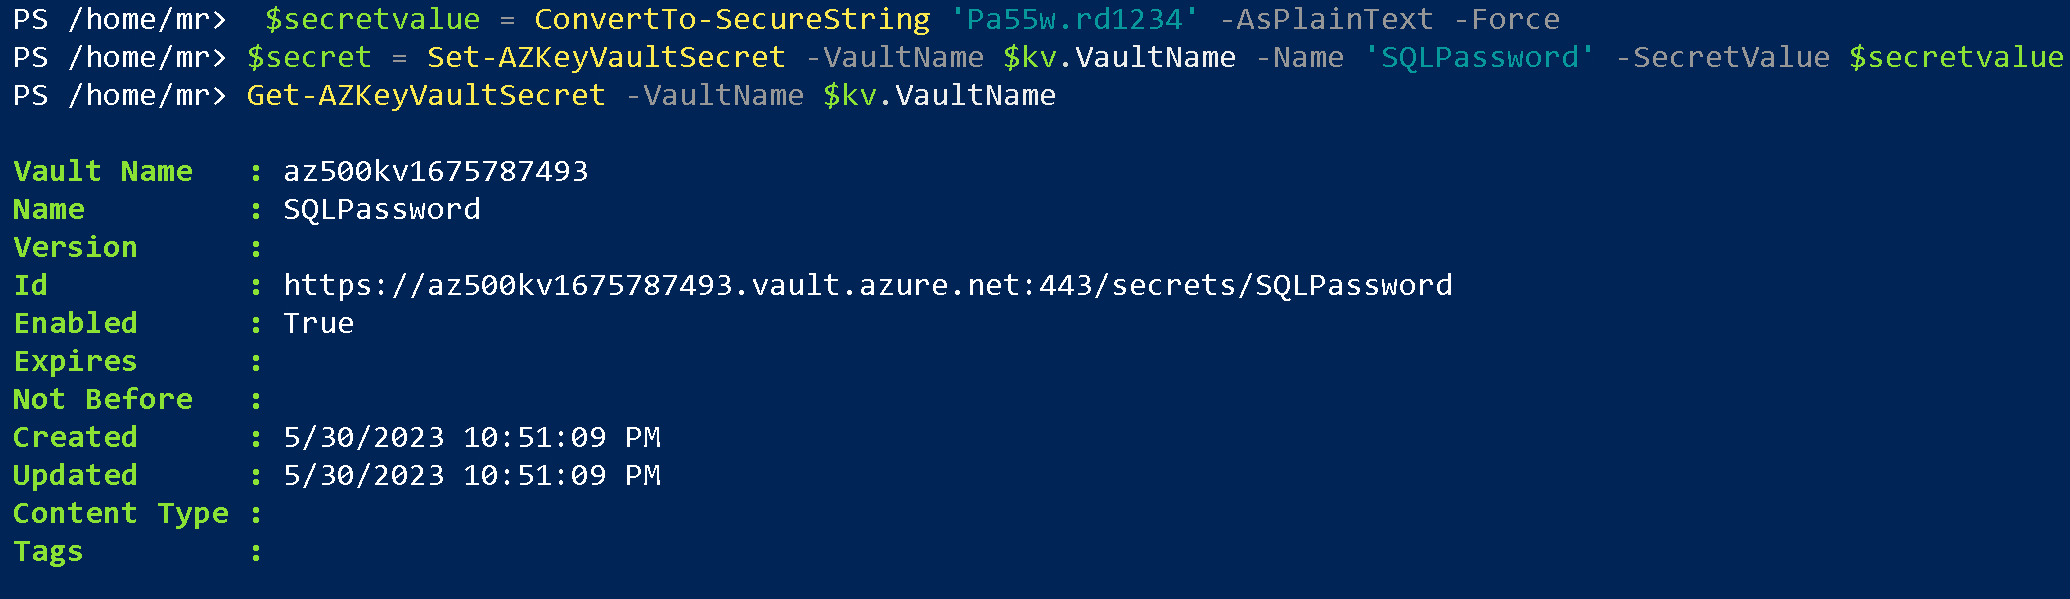 PS /home/mr>  $secretvalue = ConvertTo-SecureString 'Pa55w.rd1234' -AsPlainText -Force
PS /home/mr> $secret = Set-AZKeyVaultSecret -VaultName $kv.VaultName -Name 'SQLPassword' -SecretValue $secretvalue
PS /home/mr> Get-AZKeyVaultSecret -VaultName $kv.VaultName
Vault Name   : az500kv1675787493
Name         : SQLPassword
Version      :
Id           : https://az500kv1675787493.vault.azure.net:443/secrets/SQLPassword
Enabled      : True
Expires      :
Not Before   :
Created      : 5/30/2023 10:51:09 PM
Updated      : 5/30/2023 10:51:09 PM
Content Type :
Tags         :